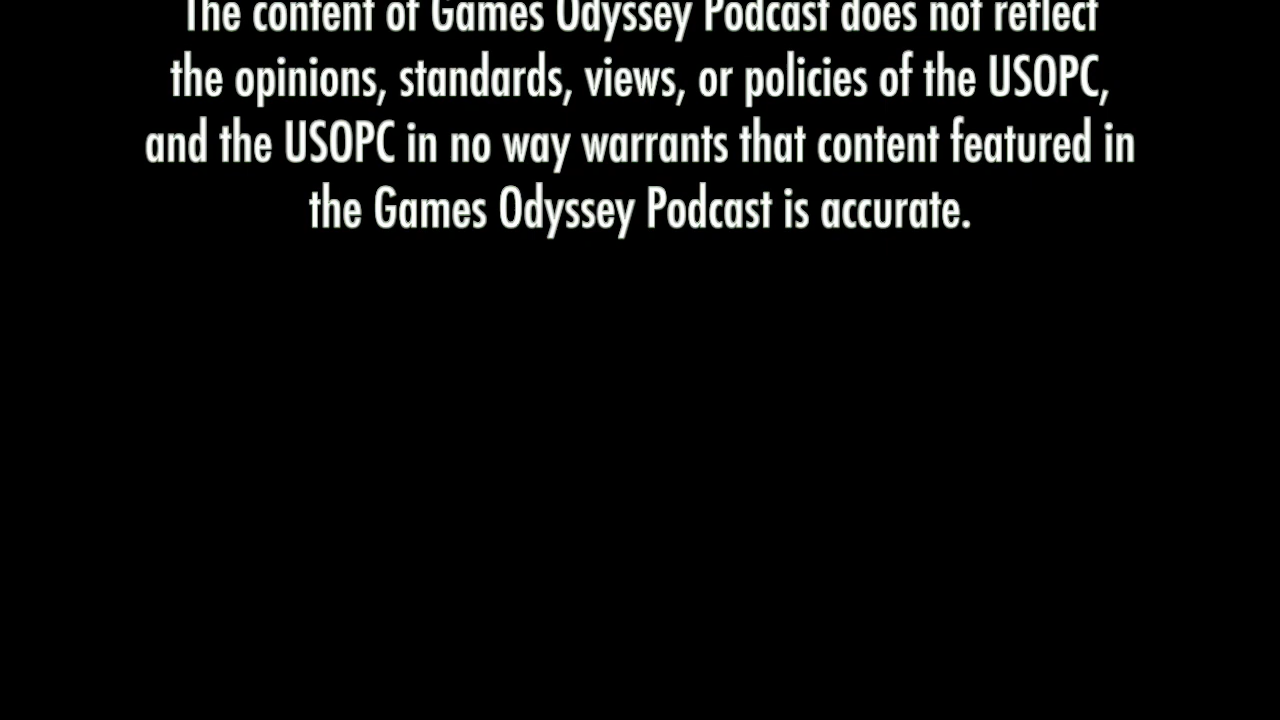 The content of Games Odyssey Podcast does not reflect
the opinions, standards, views, or policies of the USOPC,
and the USOPC in no way warrants that content featured in
the Games Odyssey Podcast is accurate.